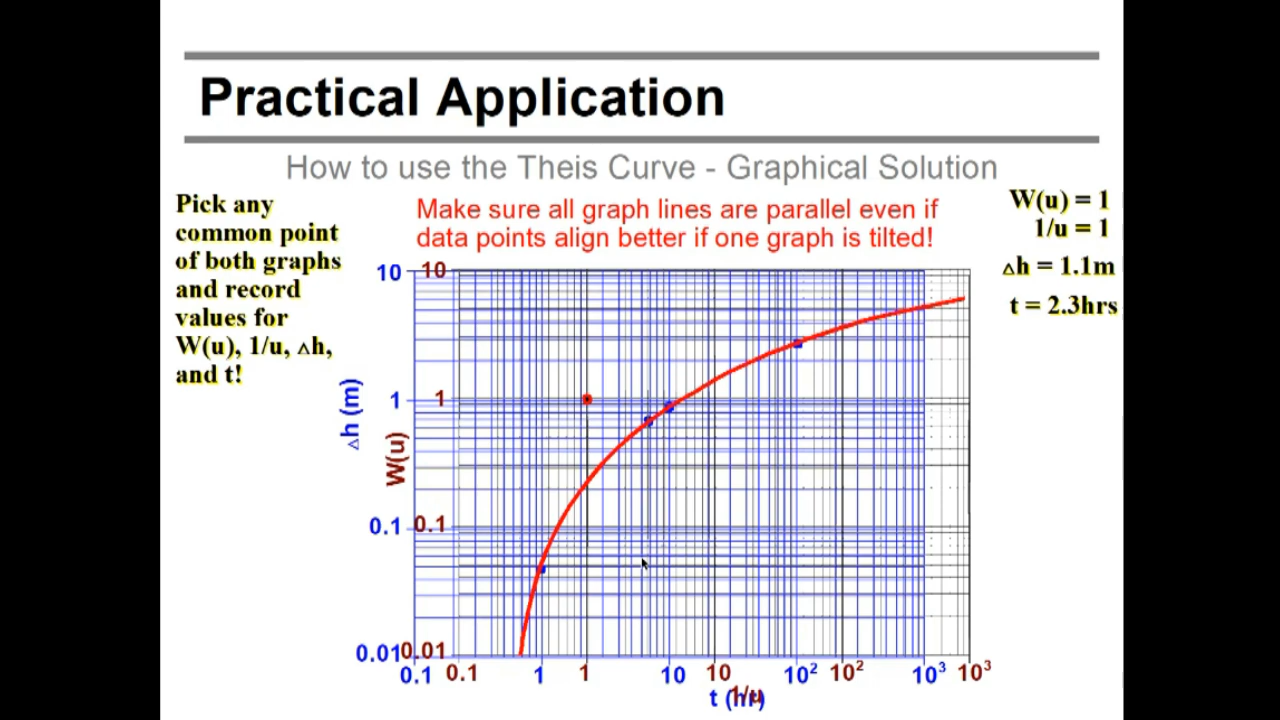 Practical Application
How to use the Theis Curve - Graphical Solution
Pick any
common point
of both graphs
and record
values for
W(u), 1/u, △h,
and t!
Make sure all graph lines are parallel even if
data points align better if one graph is tilted!
W(u) = 1
1/u = 1
△h = 1.1m
t = 2.3hrs
10 10
1 1
0.1 0.1
0.01 0.01
△h (m)
W(u)
0.1 0.1 1 1 10 10 10² 10² 10³ 10³
t (hr) 1/u